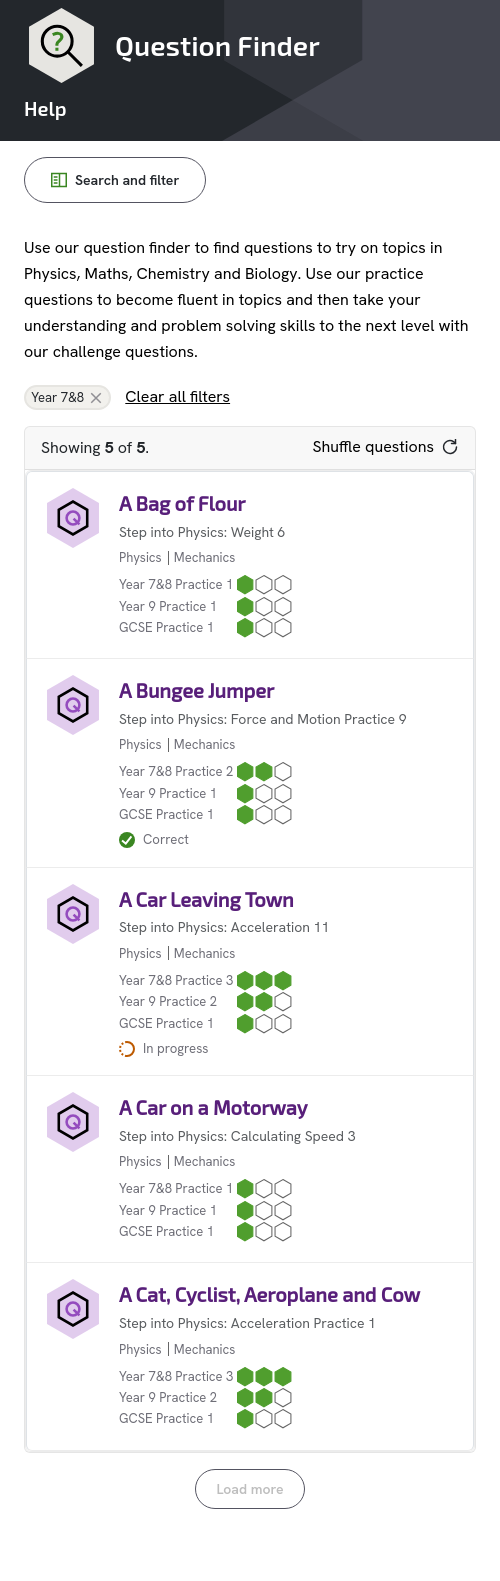 Question Finder
Help
Search and filter
Use our question finder to find questions to try on topics in
Physics, Maths, Chemistry and Biology. Use our practice
questions to become fluent in topics and then take your
understanding and problem solving skills to the next level with
our challenge questions.
Year 7&8
Clear all filters
Showing 5 of 5.
Shuffle questions
A Bag of Flour
Step into Physics: Weight 6
Physics | Mechanics
Year 7&8 Practice 1
Year 9 Practice 1
GCSE Practice 1
A Bungee Jumper
Step into Physics: Force and Motion Practice 9
Physics | Mechanics
Year 7&8 Practice 2
Year 9 Practice 1
GCSE Practice 1
Correct
A Car Leaving Town
Step into Physics: Acceleration 11
Physics | Mechanics
Year 7&8 Practice 3
Year 9 Practice 2
GCSE Practice 1
In progress
A Car on a Motorway
Step into Physics: Calculating Speed 3
Physics | Mechanics
Year 7&8 Practice 1
Year 9 Practice 1
GCSE Practice 1
A Cat, Cyclist, Aeroplane and Cow
Step into Physics: Acceleration Practice 1
Physics | Mechanics
Year 7&8 Practice 3
Year 9 Practice 2
GCSE Practice 1
Load more